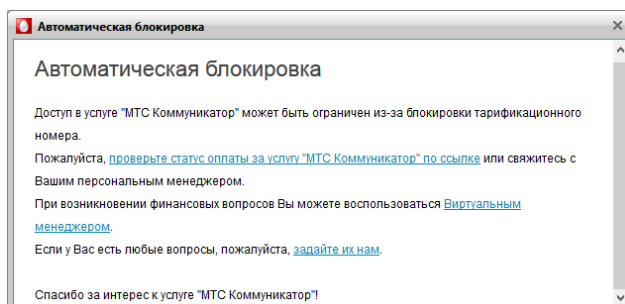 Автоматическая блокировка
Автоматическая блокировка
Доступ в услуге "МТС Коммуникатор" может быть ограничен из-за блокировки тарификационного
номера.
Пожалуйста, проверьте статус оплаты за услугу "МТС Коммуникатор" по ссылке или свяжитесь с
Вашим персональным менеджером.
При возникновении финансовых вопросов Вы можете воспользоваться Виртуальным
менеджером.
Если у Вас есть любые вопросы, пожалуйста, задайте их нам.
Спасибо за интерес к услуге "МТС Коммуникатор"!